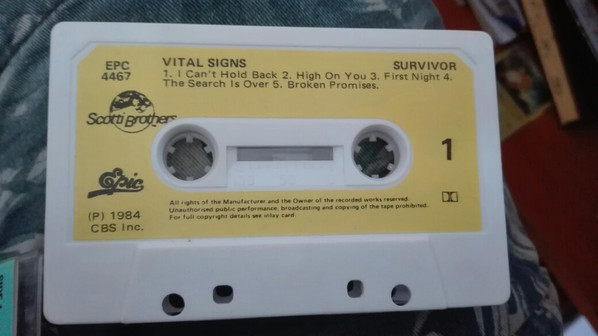 EPC
4467
VITAL SIGNS
SURVIVOR
1. I Can't Hold Back 2. High On You 3. First Night 4.
The Search Is Over 5. Broken Promises.
Scotti Brothers
1
Epic
All rights of the Manufacturer and the Owner of the recorded works reserved.
Unauthorised public performance, broadcasting and copying of the tape prohibited.
For full copyright details see inlay card.
(P) 1984
CBS Inc.